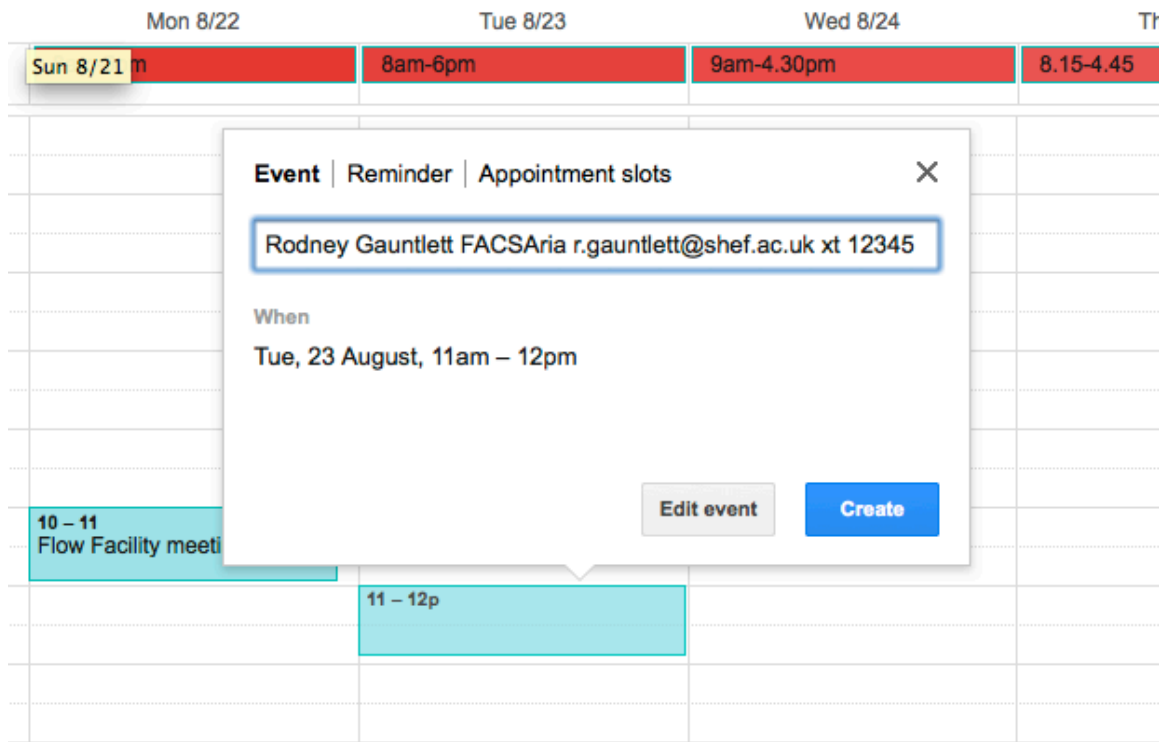 Mon 8/22 Tue 8/23 Wed 8/24 Th
Sun 8/21 m 8am-6pm 9am-4.30pm 8.15-4.45
Event | Reminder | Appointment slots
Rodney Gauntlett FACSAria r.gauntlett@shef.ac.uk xt 12345
When
Tue, 23 August, 11am – 12pm
Edit event Create
10 – 11
Flow Facility meeti
11 – 12p